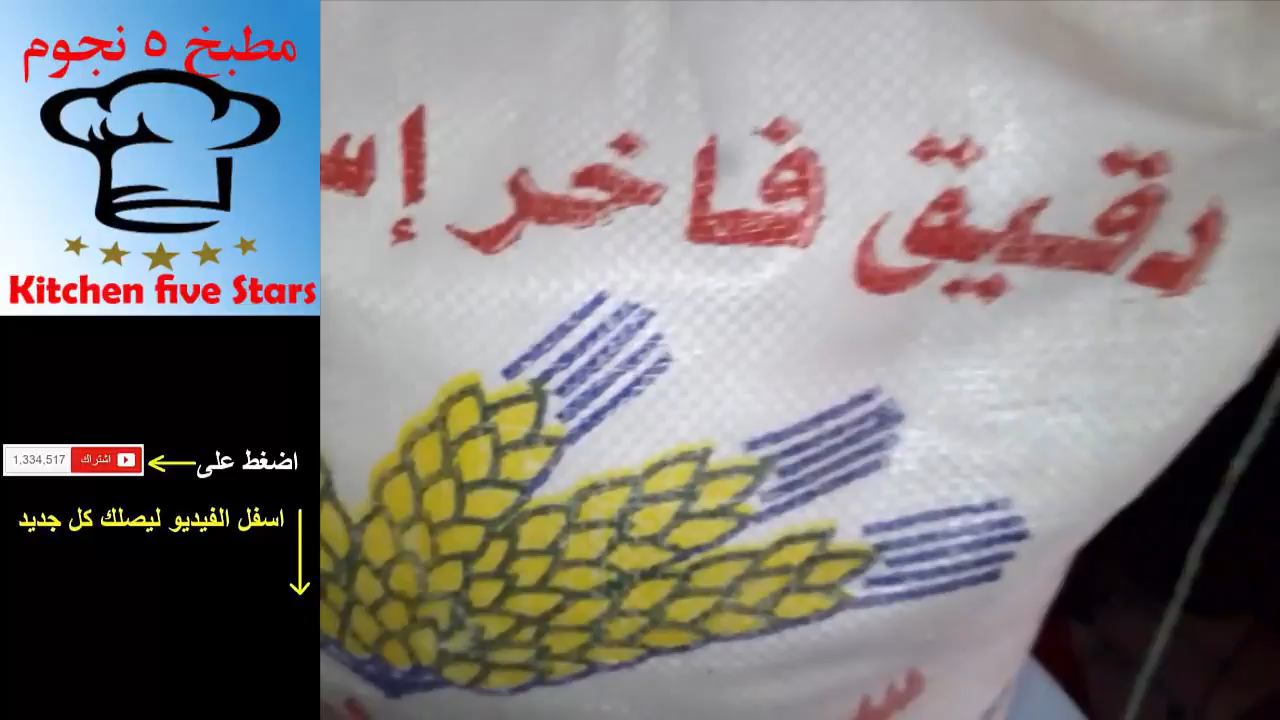 مطبخ ٥ نجوم
Kitchen five Stars
دقيق فاخر
اضغط على
1,334,517 اشتراك
اسفل الفيديو ليصلك كل جديد